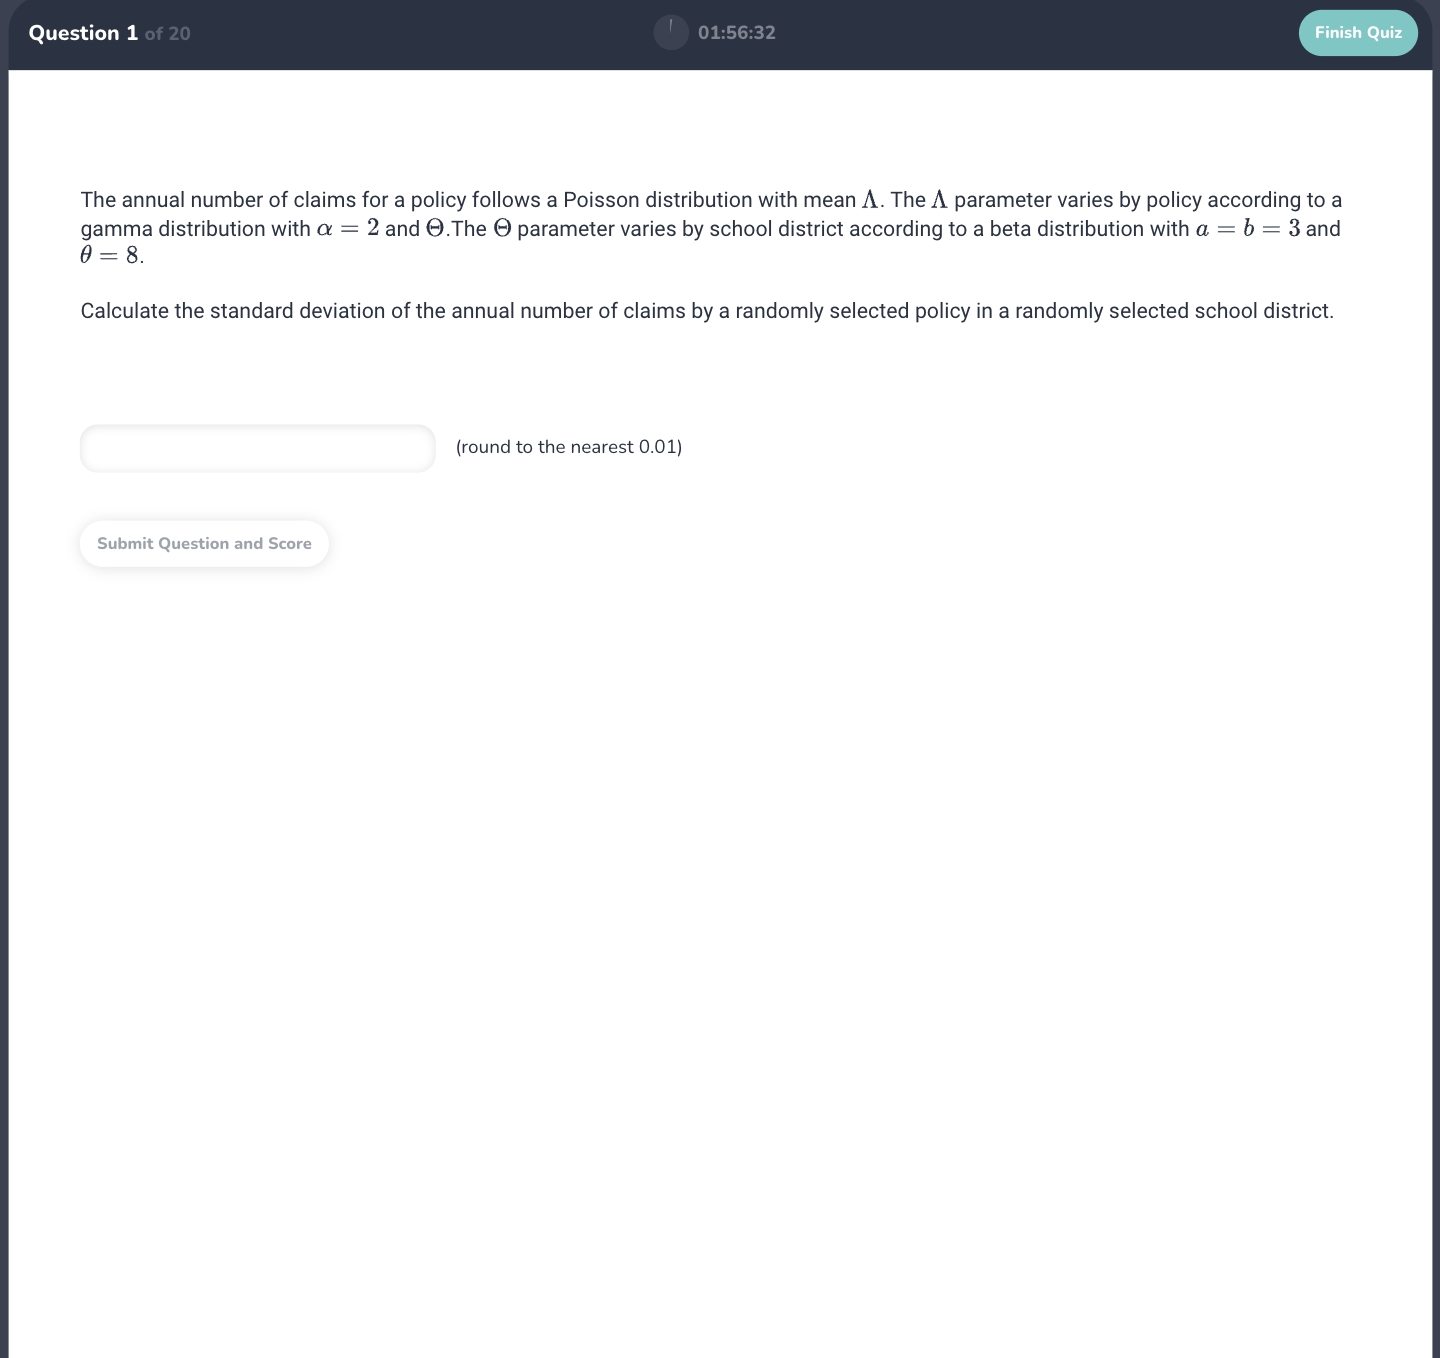 Question 1 of 20
01:56:32
Finish Quiz
The annual number of claims for a policy follows a Poisson distribution with mean Λ. The Λ parameter varies by policy according to a
gamma distribution with α = 2 and Θ.The Θ parameter varies by school district according to a beta distribution with a = b = 3 and
θ = 8.
Calculate the standard deviation of the annual number of claims by a randomly selected policy in a randomly selected school district.
(round to the nearest 0.01)
Submit Question and Score